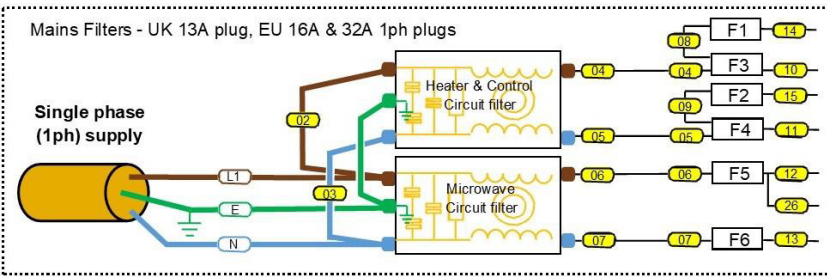 Mains Filters - UK 13A plug, EU 16A & 32A 1ph plugs
F1
14
08
Heater & Control
Circuit filter
04
04
F3
10
02
09
F2
15
Single phase
(1ph) supply
05
05
F4
11
L1
03
Microwave
Circuit filter
06
06
F5
12
E
26
N
07
07
F6
13